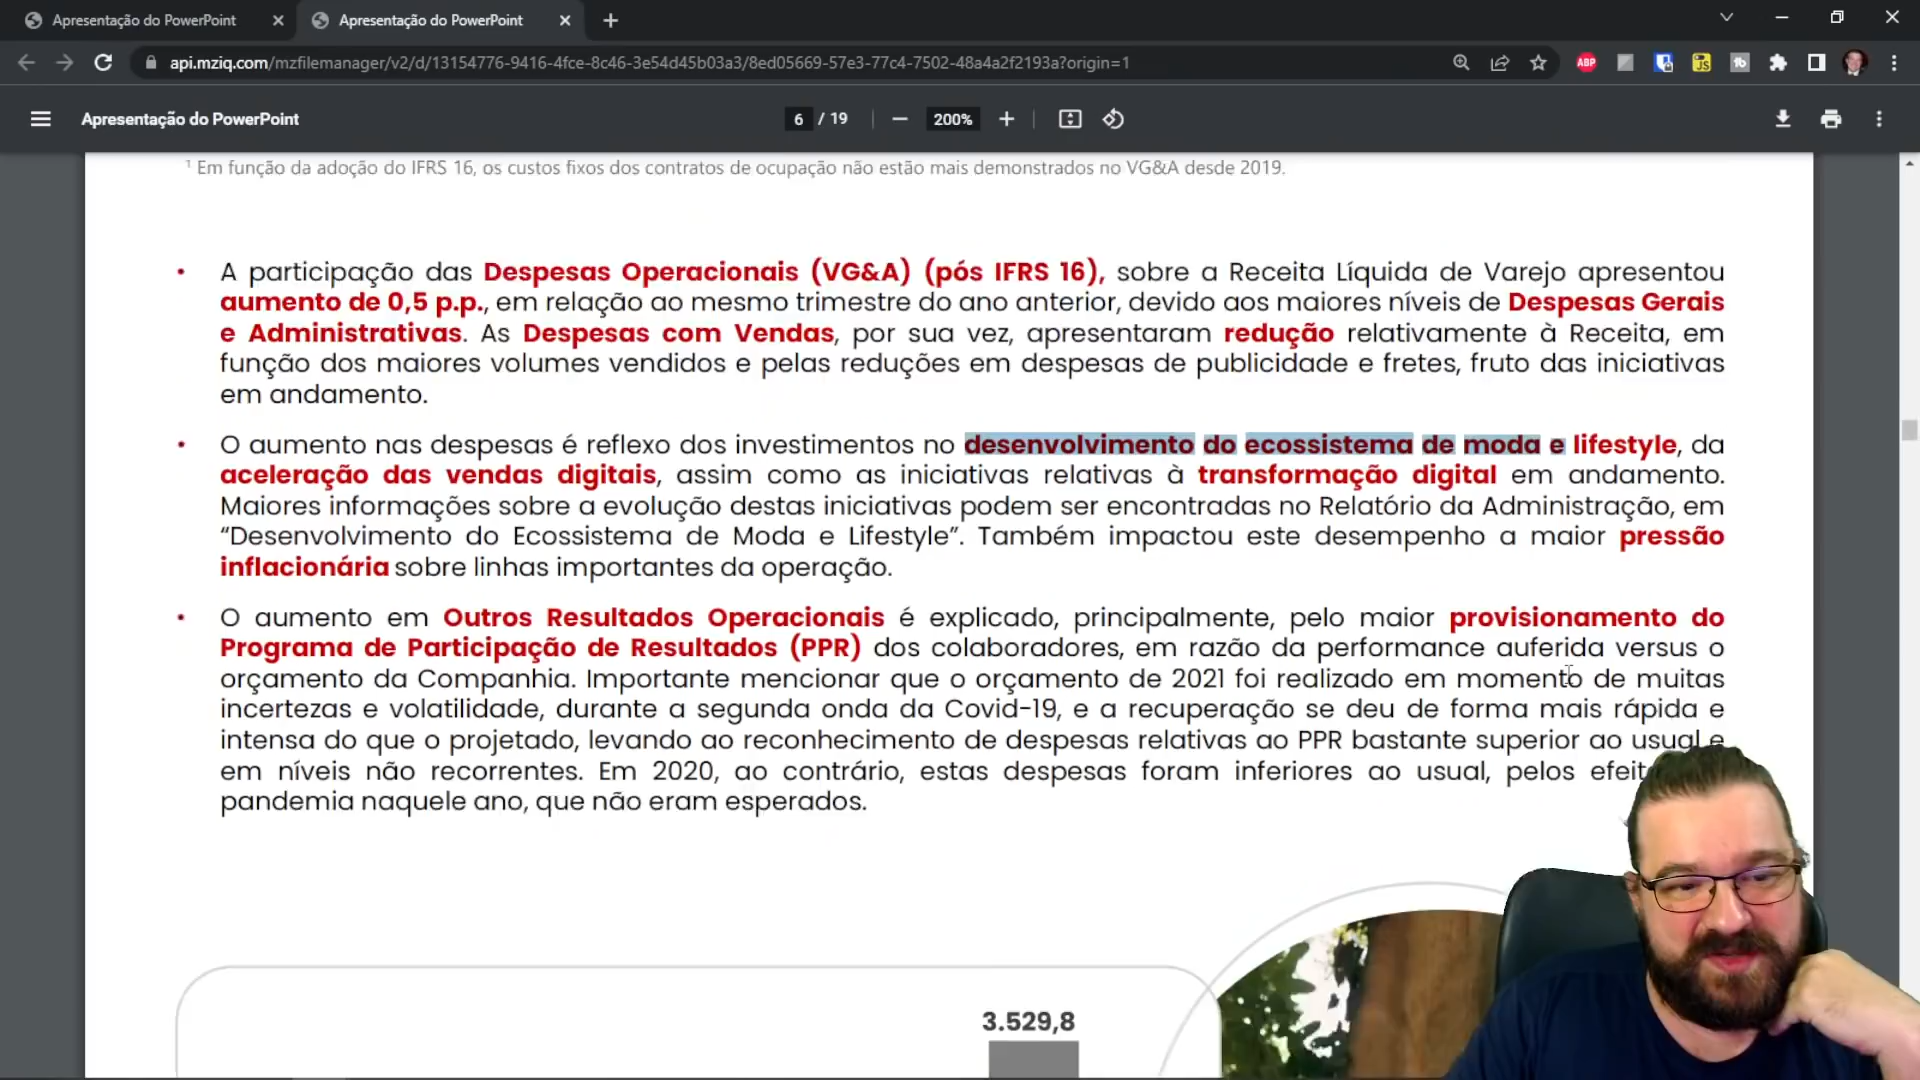 Apresentação do PowerPoint
Apresentação do PowerPoint
api.mziq.com/mzfilemanager/v2/d/13154776-9416-4fce-8c46-3e54d45b03a3/8ed05669-57e3-77c4-7502-48a4a2f2193a?origin=1
ABP
Apresentação do PowerPoint
6 / 19
200%
¹ Em função da adoção do IFRS 16, os custos fixos dos contratos de ocupação não estão mais demonstrados no VG&A desde 2019.
• A participação das Despesas Operacionais (VG&A) (pós IFRS 16), sobre a Receita Líquida de Varejo apresentou
aumento de 0,5 p.p., em relação ao mesmo trimestre do ano anterior, devido aos maiores níveis de Despesas Gerais
e Administrativas. As Despesas com Vendas, por sua vez, apresentaram redução relativamente à Receita, em
função dos maiores volumes vendidos e pelas reduções em despesas de publicidade e fretes, fruto das iniciativas
em andamento.
• O aumento nas despesas é reflexo dos investimentos no desenvolvimento do ecossistema de moda e lifestyle, da
aceleração das vendas digitais, assim como as iniciativas relativas à transformação digital em andamento.
Maiores informações sobre a evolução destas iniciativas podem ser encontradas no Relatório da Administração, em
“Desenvolvimento do Ecossistema de Moda e Lifestyle”. Também impactou este desempenho a maior pressão
inflacionária sobre linhas importantes da operação.
• O aumento em Outros Resultados Operacionais é explicado, principalmente, pelo maior provisionamento do
Programa de Participação de Resultados (PPR) dos colaboradores, em razão da performance auferida versus o
orçamento da Companhia. Importante mencionar que o orçamento de 2021 foi realizado em momento de muitas
incertezas e volatilidade, durante a segunda onda da Covid-19, e a recuperação se deu de forma mais rápida e
intensa do que o projetado, levando ao reconhecimento de despesas relativas ao PPR bastante superior ao usual e
em níveis não recorrentes. Em 2020, ao contrário, estas despesas foram inferiores ao usual, pelos
pandemia naquele ano, que não eram esperados.
3.529,8